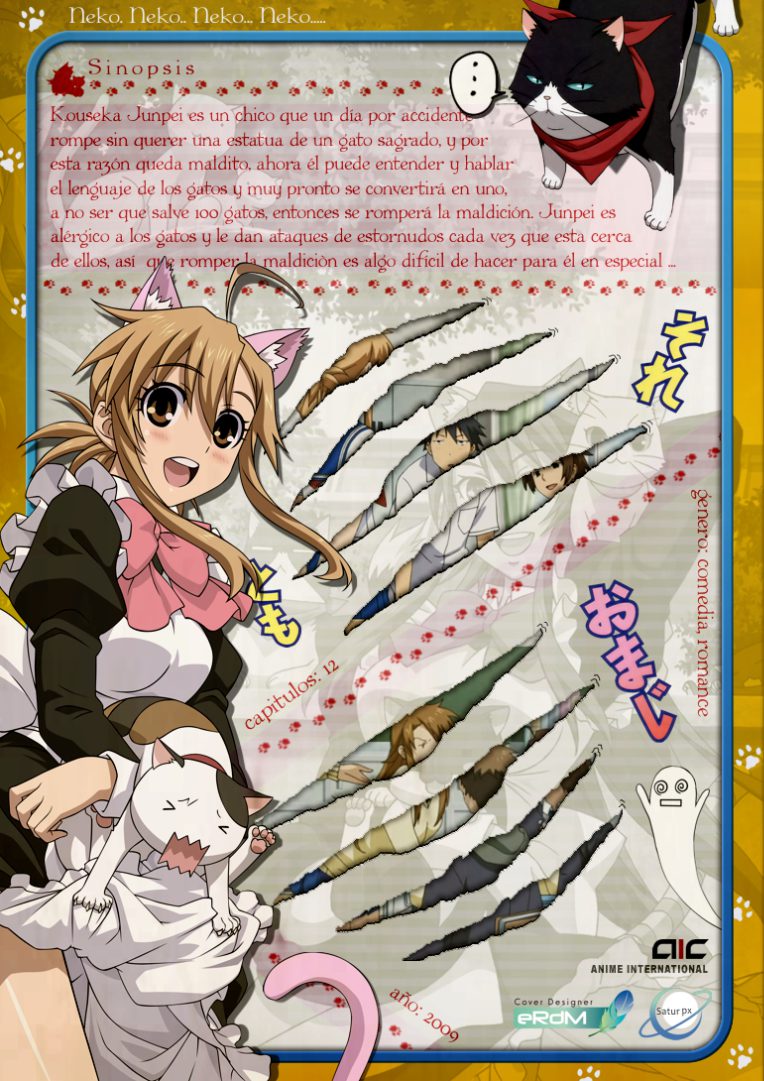 Neko. Neko.. Neko... Neko.....
Sinopsis
...
Kouseka Junpei es un chico que un día por accidente
rompe sin querer una estatua de un gato sagrado, y por
esta razón queda maldito, ahora él puede entender y hablar
el lenguaje de los gatos y muy pronto se convertirá en uno,
a no ser que salve 100 gatos, entonces se romperá la maldición. Junpei es
alérgico a los gatos y le dan ataques de estornudos cada vez que esta cerca
de ellos, así que romper la maldición es algo difícil de hacer para él en especial ...
それ
とも
おまじ
genero: comedia, romance
capitulos: 12
año: 2009
AIC
ANIME INTERNATIONAL
Cover Designer
eRdM
Satur px